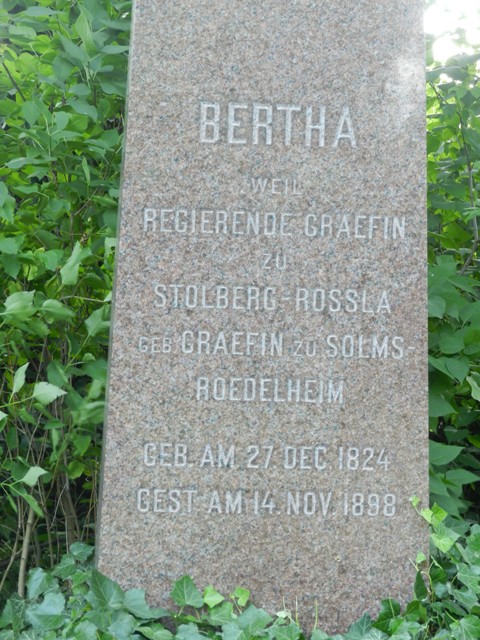 BERTHA
WEIL.
REGIERENDE GRAEFIN
ZU
STOLBERG-ROSSLA
GEB GRAEFIN ZU SOLMS-
ROEDELHEIM
GEB. AM 27. DEC. 1824
GEST AM 14. NOV. 1898